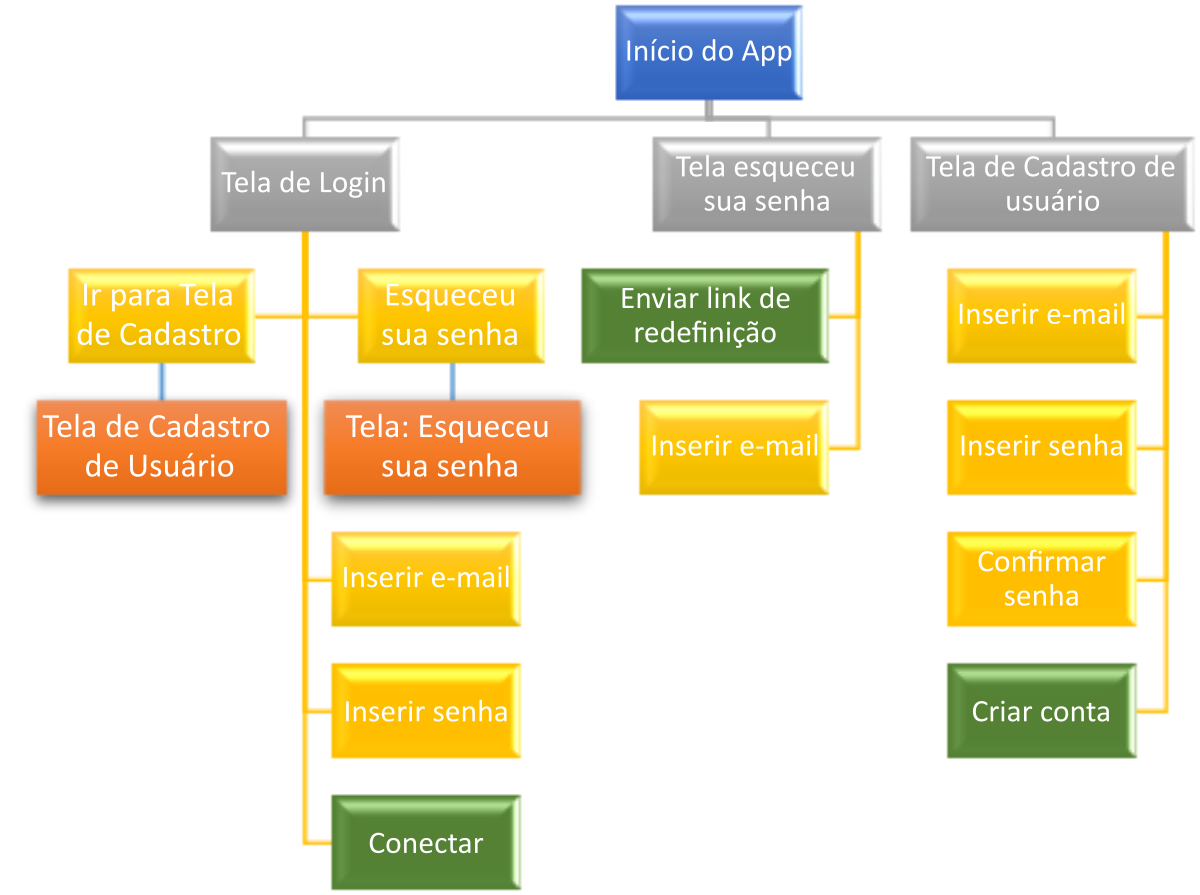 Início do App
Tela de Login
Tela esqueceu
sua senha
Tela de Cadastro de
usuário
Ir para Tela
de Cadastro
Esqueceu
sua senha
Enviar link de
redefinição
Inserir e-mail
Tela de Cadastro
de Usuário
Tela: Esqueceu
sua senha
Inserir e-mail
Inserir senha
Inserir e-mail
Confirmar
senha
Inserir senha
Criar conta
Conectar